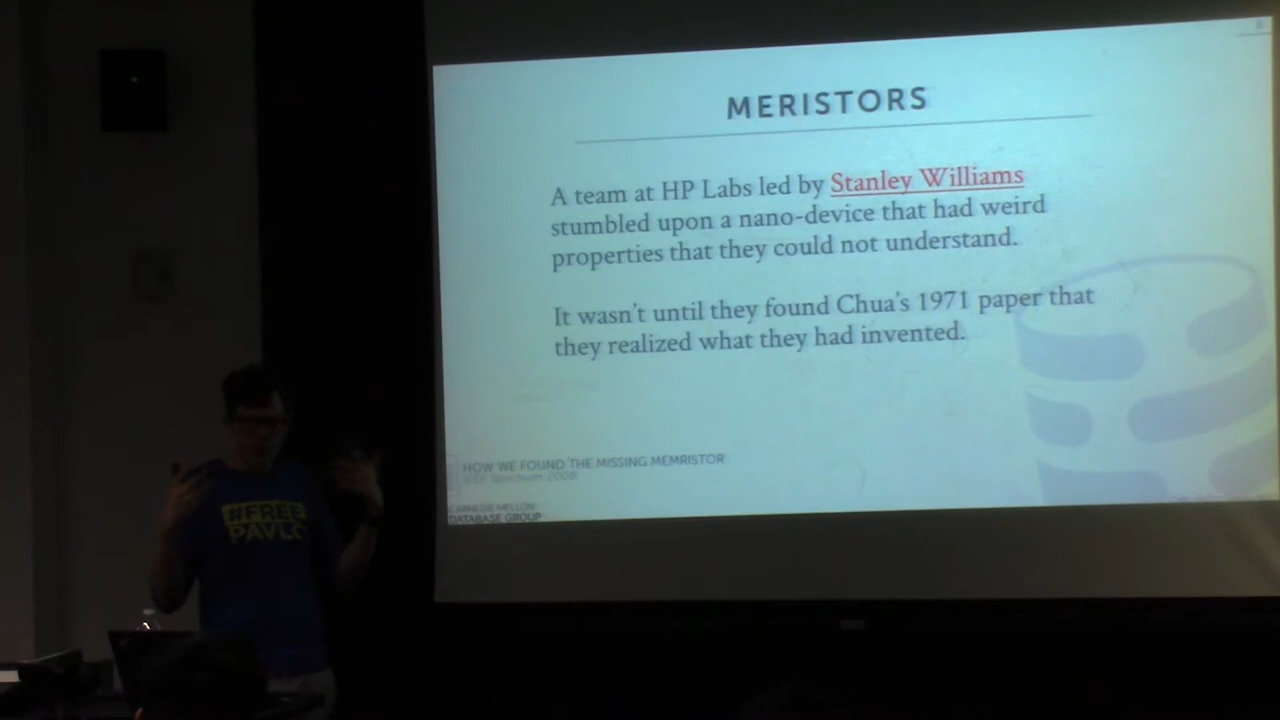 MERISTORS
A team at HP Labs led by Stanley Williams
stumbled upon a nano-device that had weird
properties that they could not understand.
It wasn't until they found Chua's 1971 paper that
they realized what they had invented.
HOW WE FOUND THE MISSING MEMRISTOR
IEEE Spectrum 2008
CARNEGIE MELLON
DATABASE GROUP
#FREE
PAVLO